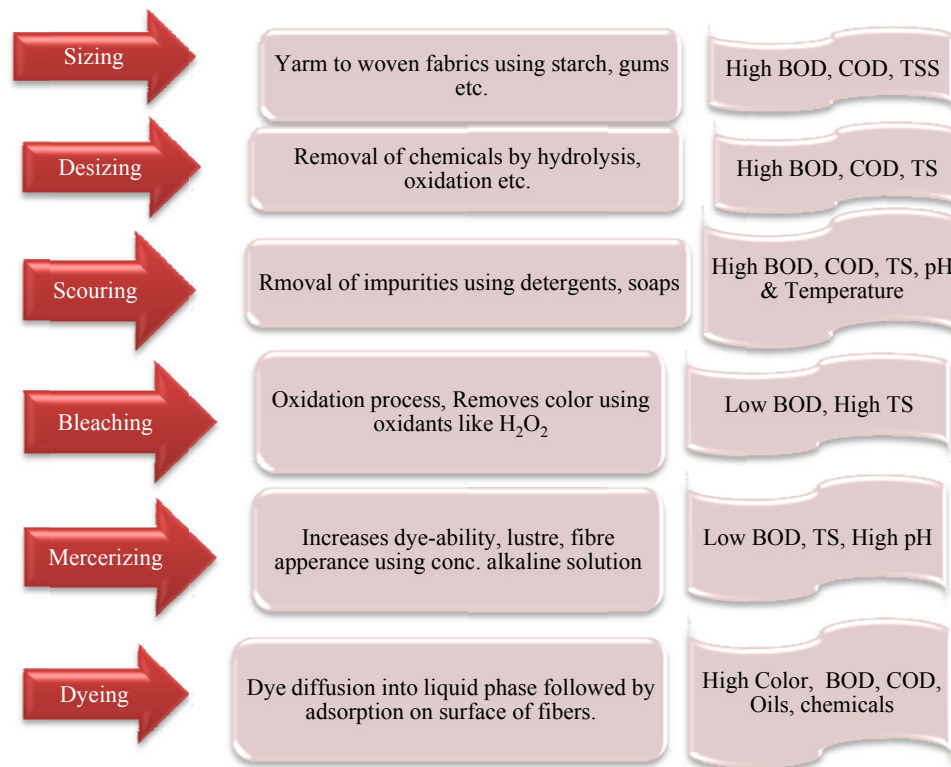 Sizing
Yarm to woven fabrics using starch, gums
etc.
High BOD, COD, TSS
Desizing
Removal of chemicals by hydrolysis,
oxidation etc.
High BOD, COD, TS
Scouring
Rmoval of impurities using detergents, soaps
High BOD, COD, TS, pH
& Temperature
Bleaching
Oxidation process, Removes color using
oxidants like H₂O₂
Low BOD, High TS
Mercerizing
Increases dye-ability, lustre, fibre
apperance using conc. alkaline solution
Low BOD, TS, High pH
Dyeing
Dye diffusion into liquid phase followed by
adsorption on surface of fibers.
High Color, BOD, COD,
Oils, chemicals